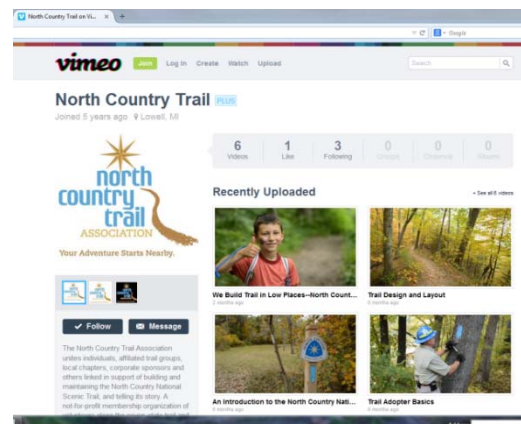 North Country Trail on Vi...
Google
vimeo
Join Log In Create Watch Upload
Search
North Country Trail PLUS
Joined 5 years ago Lowell, MI
6 1 3 0 0 0
Videos Like Following Groups Channels Albums
north
country
trail
ASSOCIATION
Your Adventure Starts Nearby.
Recently Uploaded
+ See all 6 videos
We Build Trail in Low Places--North Count...
2 months ago
Trail Design and Layout
6 months ago
Follow Message
The North Country Trail Association
unites individuals, affiliated trail groups,
local chapters, corporate sponsors and
others linked in support of building and
maintaining the North Country National
Scenic Trail, and telling its story. A
not-for-profit membership organization of
An Introduction to the North Country Nati...
6 months ago
Trail Adopter Basics
6 months ago